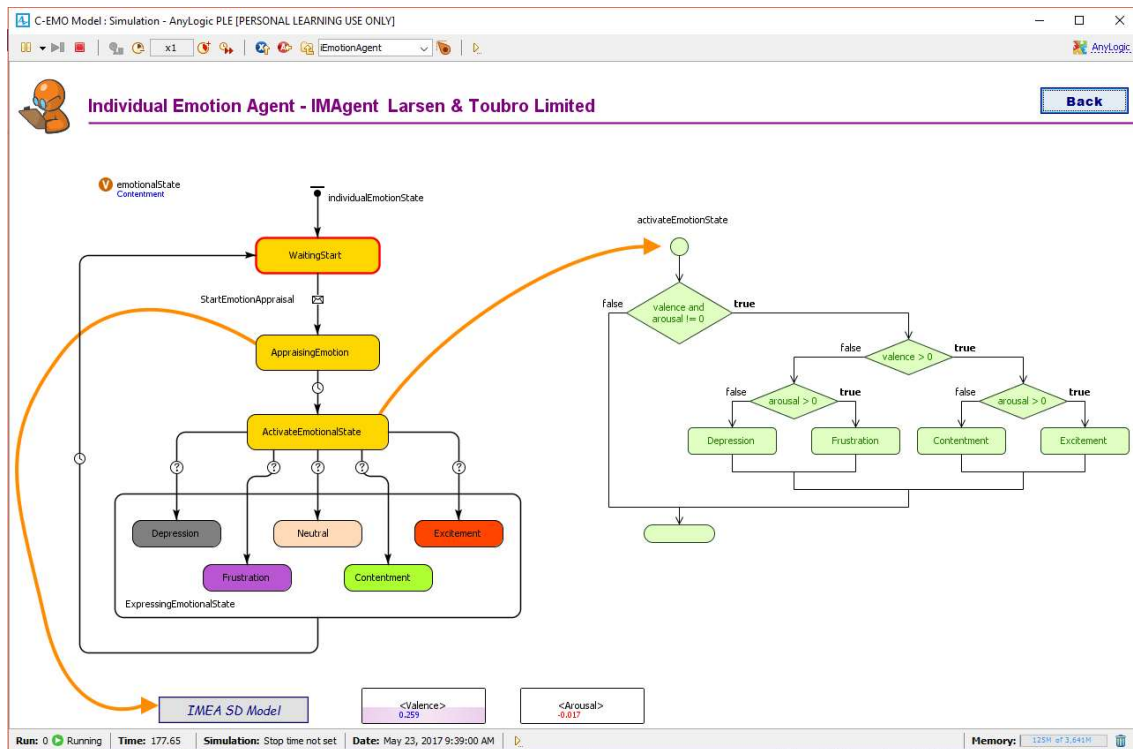 C-EMO Model : Simulation - AnyLogic PLE [PERSONAL LEARNING USE ONLY]
x1
iEmotionAgent
AnyLogic
Individual Emotion Agent - IMAgent Larsen & Toubro Limited
Back
V
emotionalState
Contentment
individualEmotionState
WaitingStart
StartEmotionAppraisal
AppraisingEmotion
ActivateEmotionalState
?
?
?
?
?
Depression
Neutral
Excitement
Frustration
Contentment
ExpressingEmotionalState
activateEmotionState
false
valence and
arousal != 0
true
false
valence > 0
true
false
arousal > 0
true
false
arousal > 0
true
Depression
Frustration
Contentment
Excitement
IMEA SD Model
<Valence>
0.259
<Arousal>
-0.017
Run: 0 Running Time: 177.65 Simulation: Stop time not set Date: May 23, 2017 9:39:00 AM Memory: 125M of 3,641M